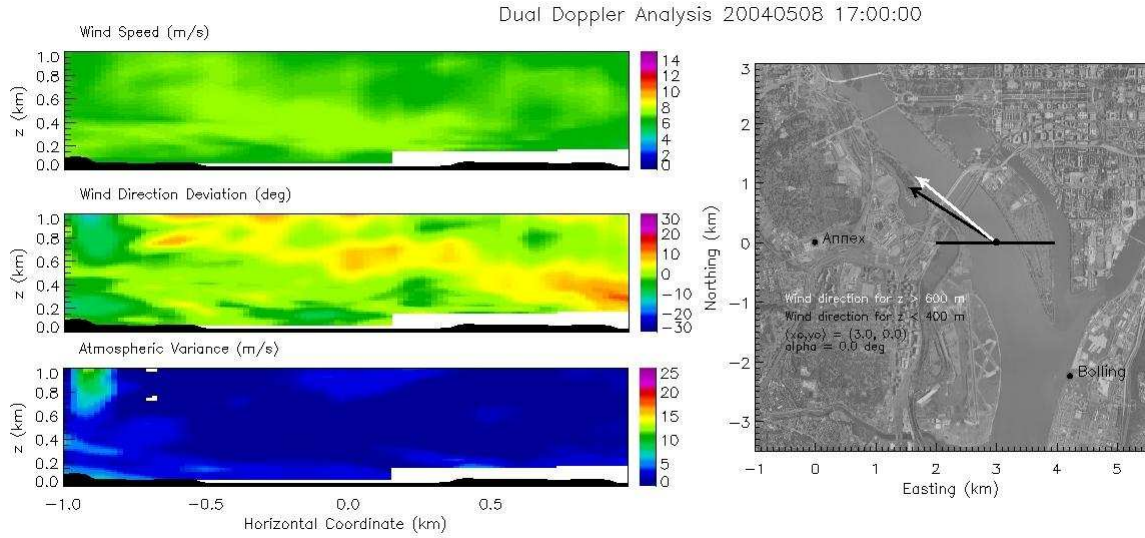 Dual Doppler Analysis 20040508 17:00:00
Wind Speed (m/s)
1.0
0.8
0.6
0.4
0.2
0.0
z (km)
14
12
10
8
6
4
2
0
Wind Direction Deviation (deg)
1.0
0.8
0.6
0.4
0.2
0.0
z (km)
30
20
10
0
-10
-20
-30
Atmospheric Variance (m/s)
1.0
0.8
0.6
0.4
0.2
0.0
z (km)
25
20
15
10
5
0
-1.0 -0.5 0.0 0.5
Horizontal Coordinate (km)
3
2
1
0
-1
-2
-3
Northing (km)
Annex
Wind direction for z > 600 m
Wind direction for z < 400 m
(xo,yo) = (3.0, 0.0)
alpha = 0.0 deg
Bolling
-1 0 1 2 3 4 5
Easting (km)